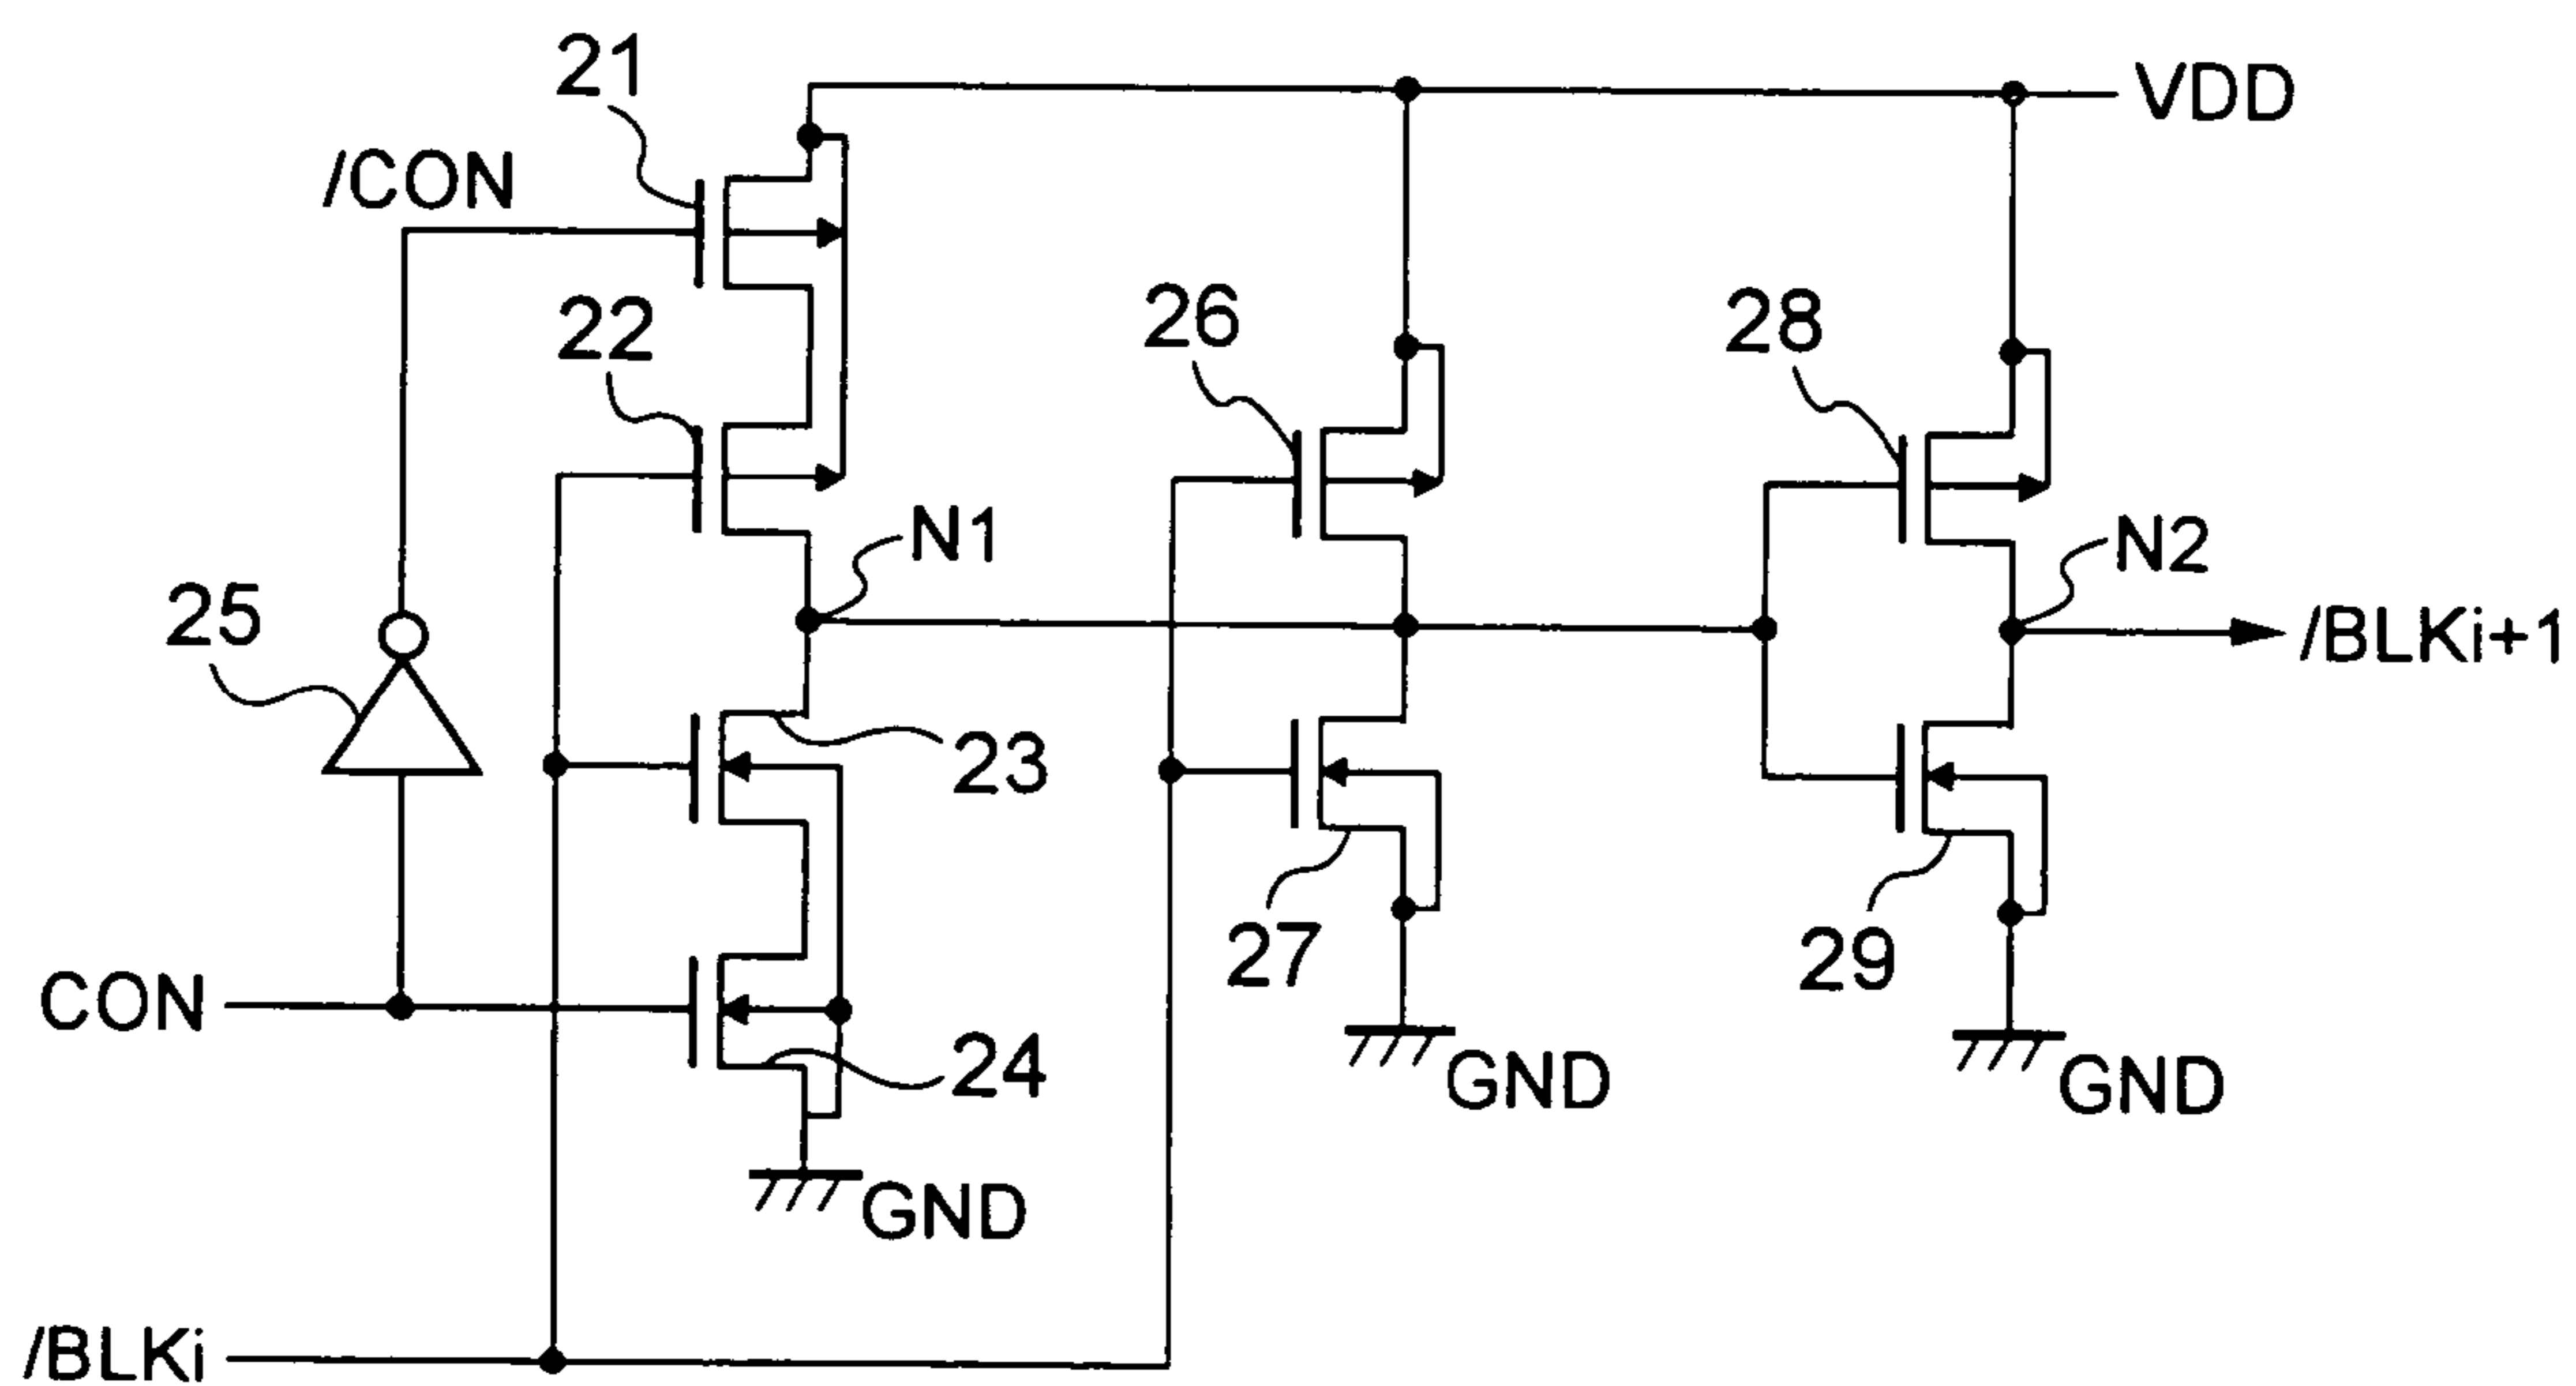 21
VDD
/CON
22
26
28
N1
N2
25
/BLKi+1
23
CON
27
29
24
GND
GND
GND
/BLKi